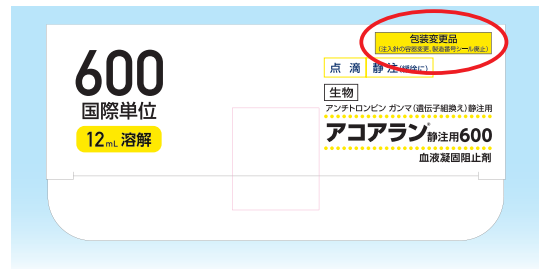 包装変更品
(注入針の容器変更、製造番号シール廃止)
600
国際単位
12mL 溶解
点滴 静注(緩徐に)
生物
アンチトロンビン ガンマ(遺伝子組換え)静注用
アコアラン®静注用600
血液凝固阻止剤